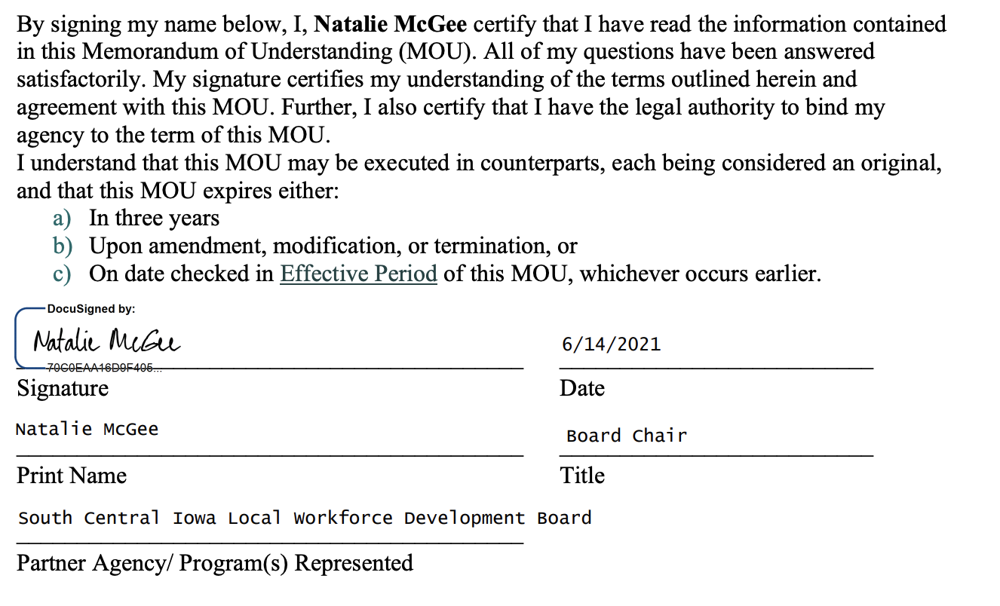 By signing my name below, I, Natalie McGee certify that I have read the information contained
in this Memorandum of Understanding (MOU). All of my questions have been answered
satisfactorily. My signature certifies my understanding of the terms outlined herein and
agreement with this MOU. Further, I also certify that I have the legal authority to bind my
agency to the term of this MOU.
I understand that this MOU may be executed in counterparts, each being considered an original,
and that this MOU expires either:
a) In three years
b) Upon amendment, modification, or termination, or
c) On date checked in Effective Period of this MOU, whichever occurs earlier.
DocuSigned by:
Natalie McGee 6/14/2021
70C0EAA16D9F405...
Signature Date
Natalie McGee Board Chair
Print Name Title
South Central Iowa Local Workforce Development Board
Partner Agency/ Program(s) Represented